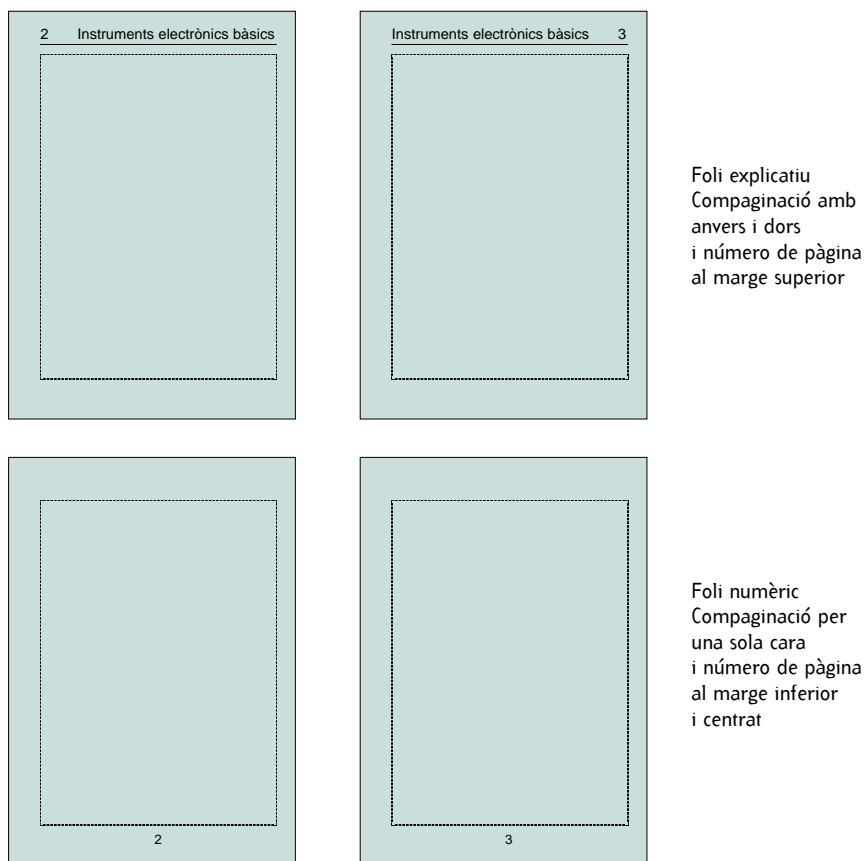 2 Instruments electrònics bàsics
Instruments electrònics bàsics 3
Foli explicatiu
Compaginació amb
anvers i dors
i número de pàgina
al marge superior
Foli numèric
Compaginació per
una sola cara
i número de pàgina
al marge inferior
i centrat
2
3